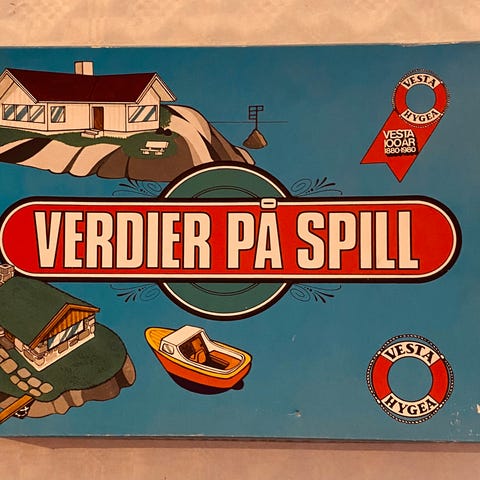 VESTA
HYGEA
VESTA
100 ÅR
1880-1980
VERDIER PÅ SPILL
VESTA
HYGEA